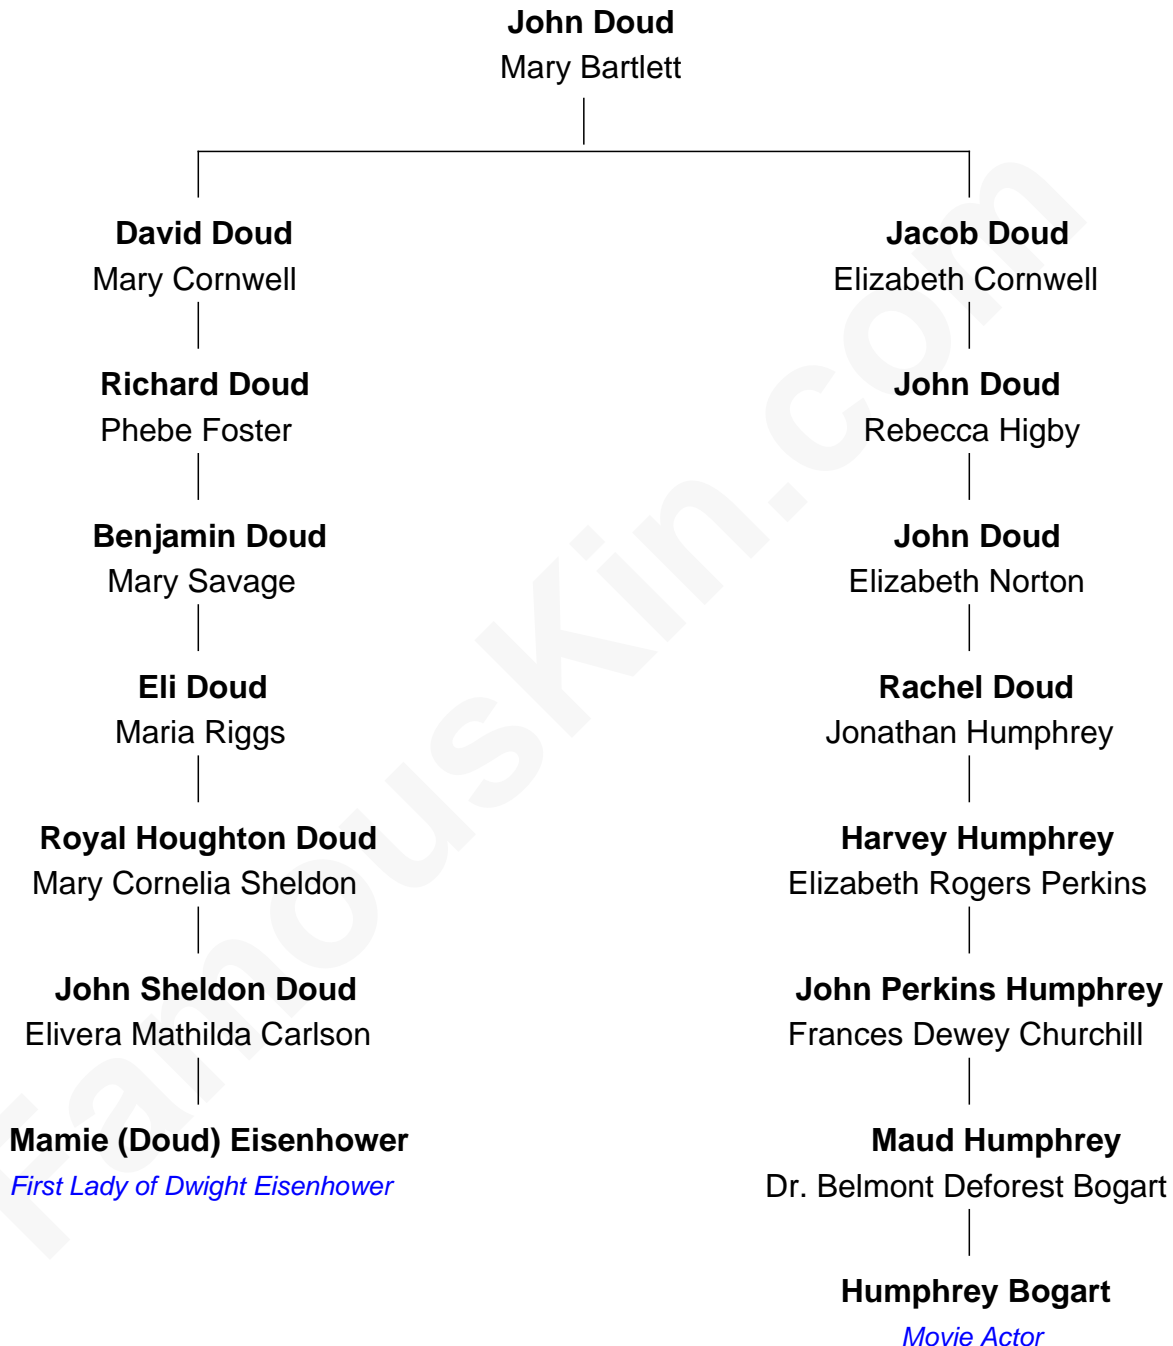 John Doud
Mary Bartlett
David Doud
Mary Cornwell
Jacob Doud
Elizabeth Cornwell
Richard Doud
Phebe Foster
John Doud
Rebecca Higby
Benjamin Doud
Mary Savage
John Doud
Elizabeth Norton
Eli Doud
Maria Riggs
Rachel Doud
Jonathan Humphrey
Royal Houghton Doud
Mary Cornelia Sheldon
Harvey Humphrey
Elizabeth Rogers Perkins
John Sheldon Doud
Elivera Mathilda Carlson
John Perkins Humphrey
Frances Dewey Churchill
Mamie (Doud) Eisenhower
First Lady of Dwight Eisenhower
Maud Humphrey
Dr. Belmont Deforest Bogart
Humphrey Bogart
Movie Actor
FamousKin.com